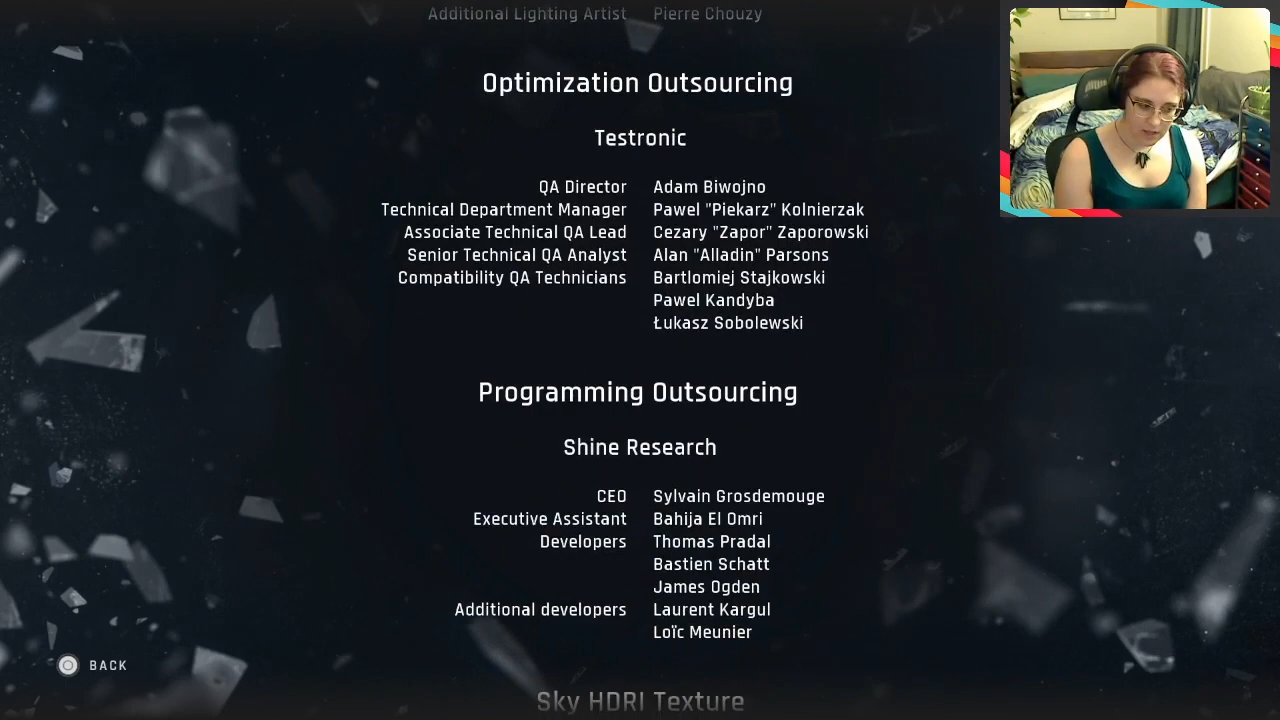 Additional Lighting Artist Pierre Chouzy
Optimization Outsourcing
Testronic
QA Director Adam Biwojno
Technical Department Manager Pawel "Piekarz" Kolnierzak
Associate Technical QA Lead Cezary "Zapor" Zaporowski
Senior Technical QA Analyst Alan "Alladin" Parsons
Compatibility QA Technicians Bartlomiej Stajkowski
Pawel Kandyba
Łukasz Sobolewski
Programming Outsourcing
Shine Research
CEO Sylvain Grosdemouge
Executive Assistant Bahija El Omri
Developers Thomas Pradal
Bastien Schatt
James Ogden
Additional developers Laurent Kargul
Loïc Meunier
BACK
Sky HDRI Texture